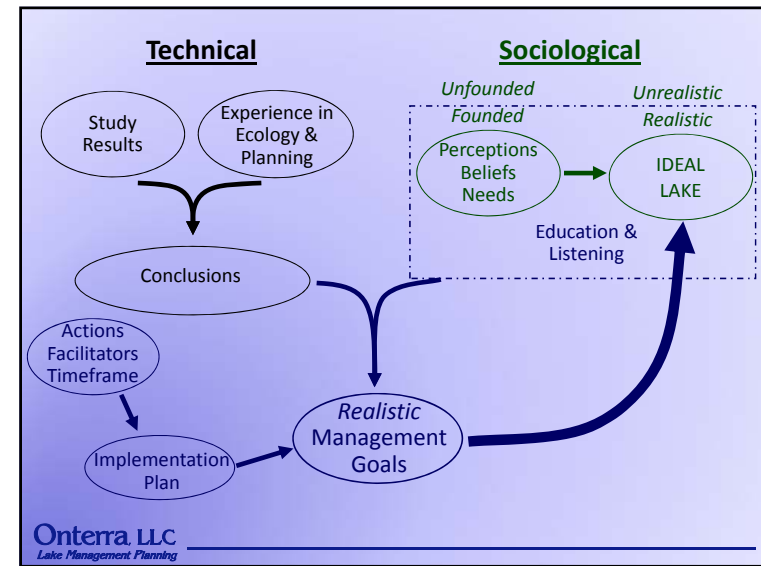 Technical
Sociological
Study
Results
Experience in
Ecology &
Planning
Unfounded
Founded
Perceptions
Beliefs
Needs
Unrealistic
Realistic
IDEAL
LAKE
Education &
Listening
Conclusions
Actions
Facilitators
Timeframe
Implementation
Plan
Realistic
Management
Goals
Onterra, LLC
Lake Management Planning